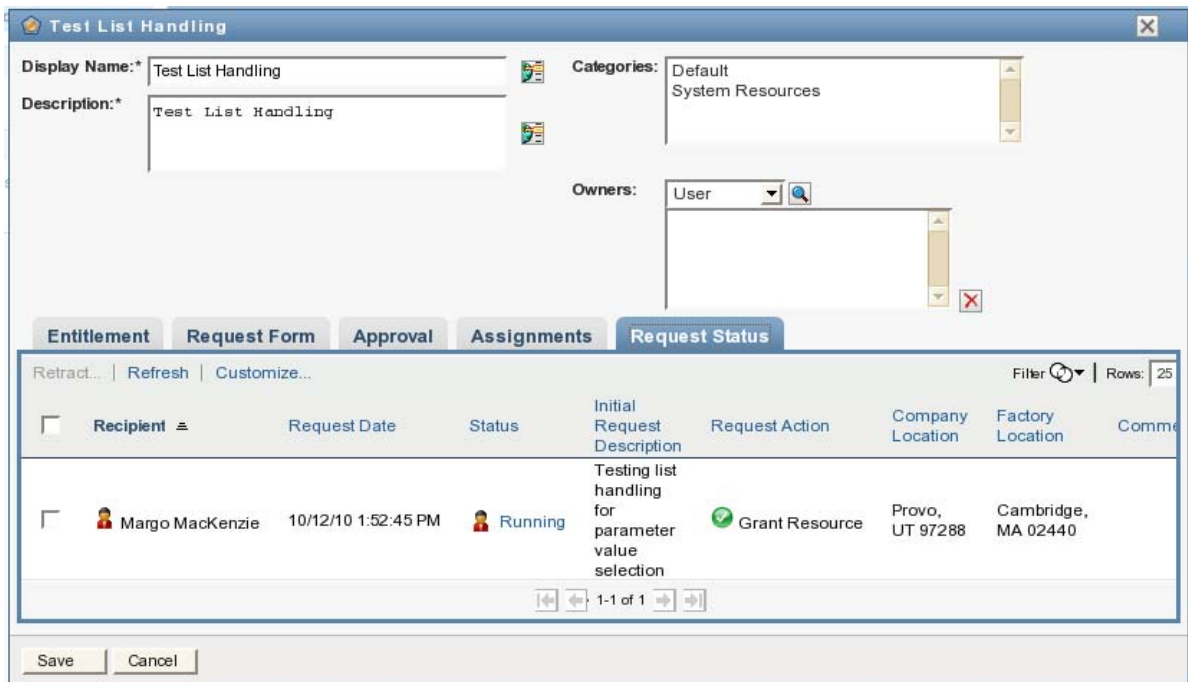 Test List Handling
Display Name:* Test List Handling
Categories: Default
System Resources
Description:* Test List Handling
Owners: User
Entitlement Request Form Approval Assignments Request Status
Retract... | Refresh | Customize... Filter | Rows: 25
Recipient Request Date Status Initial Request Description Request Action Company Location Factory Location Comme
Margo MacKenzie 10/12/10 1:52:45 PM Running Testing list handling for parameter value selection Grant Resource Provo, UT 97288 Cambridge, MA 02440
1-1 of 1
Save Cancel